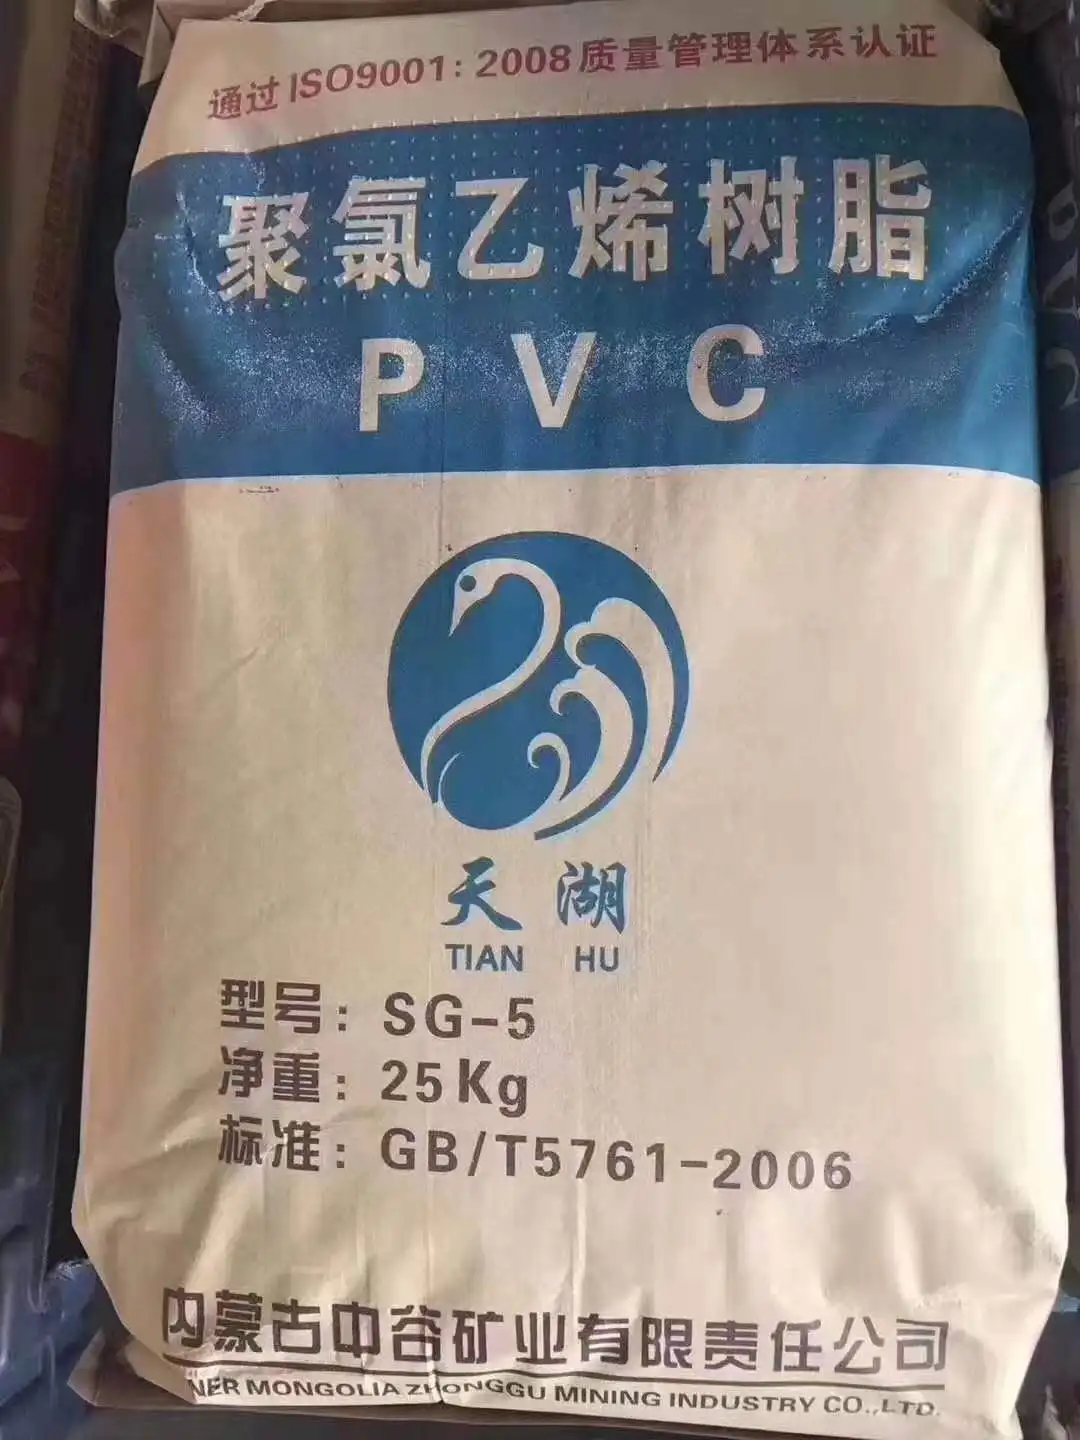 通过ISO9001：2008质量管理体系认证
聚氯乙烯树脂
PVC
天湖
TIAN HU
型号：SG-5
净重：25Kg
标准：GB/T5761-2006
内蒙古中谷矿业有限责任公司
NER MONGOLIA ZHONGGU MINING INDUSTRY CO.,LTD.